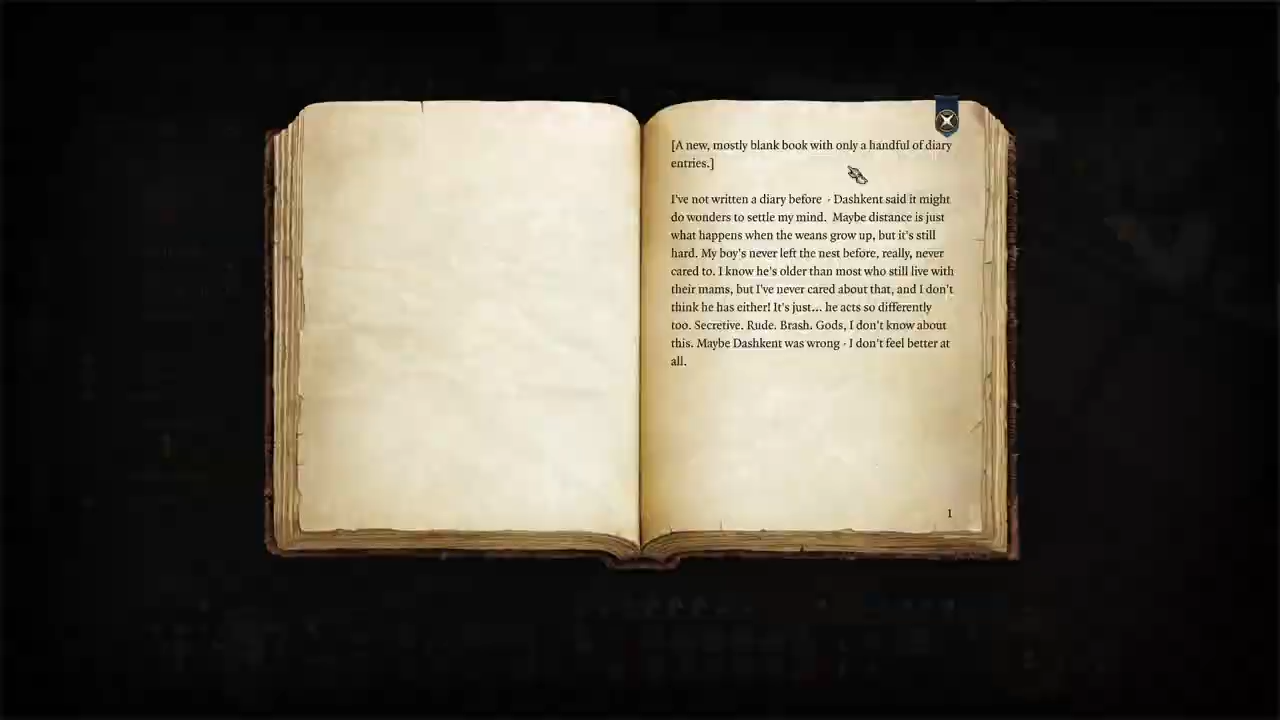 [A new, mostly blank book with only a handful of diary
entries.]
I've not written a diary before - Dashkent said it might
do wonders to settle my mind. Maybe distance is just
what happens when the weans grow up, but it's still
hard. My boy's never left the nest before, really, never
cared to. I know he's older than most who still live with
their mams, but I've never cared about that, and I don't
think he has either! It's just... he acts so differently
too. Secretive. Rude. Brash. Gods, I don't know about
this. Maybe Dashkent was wrong - I don't feel better at
all.
1